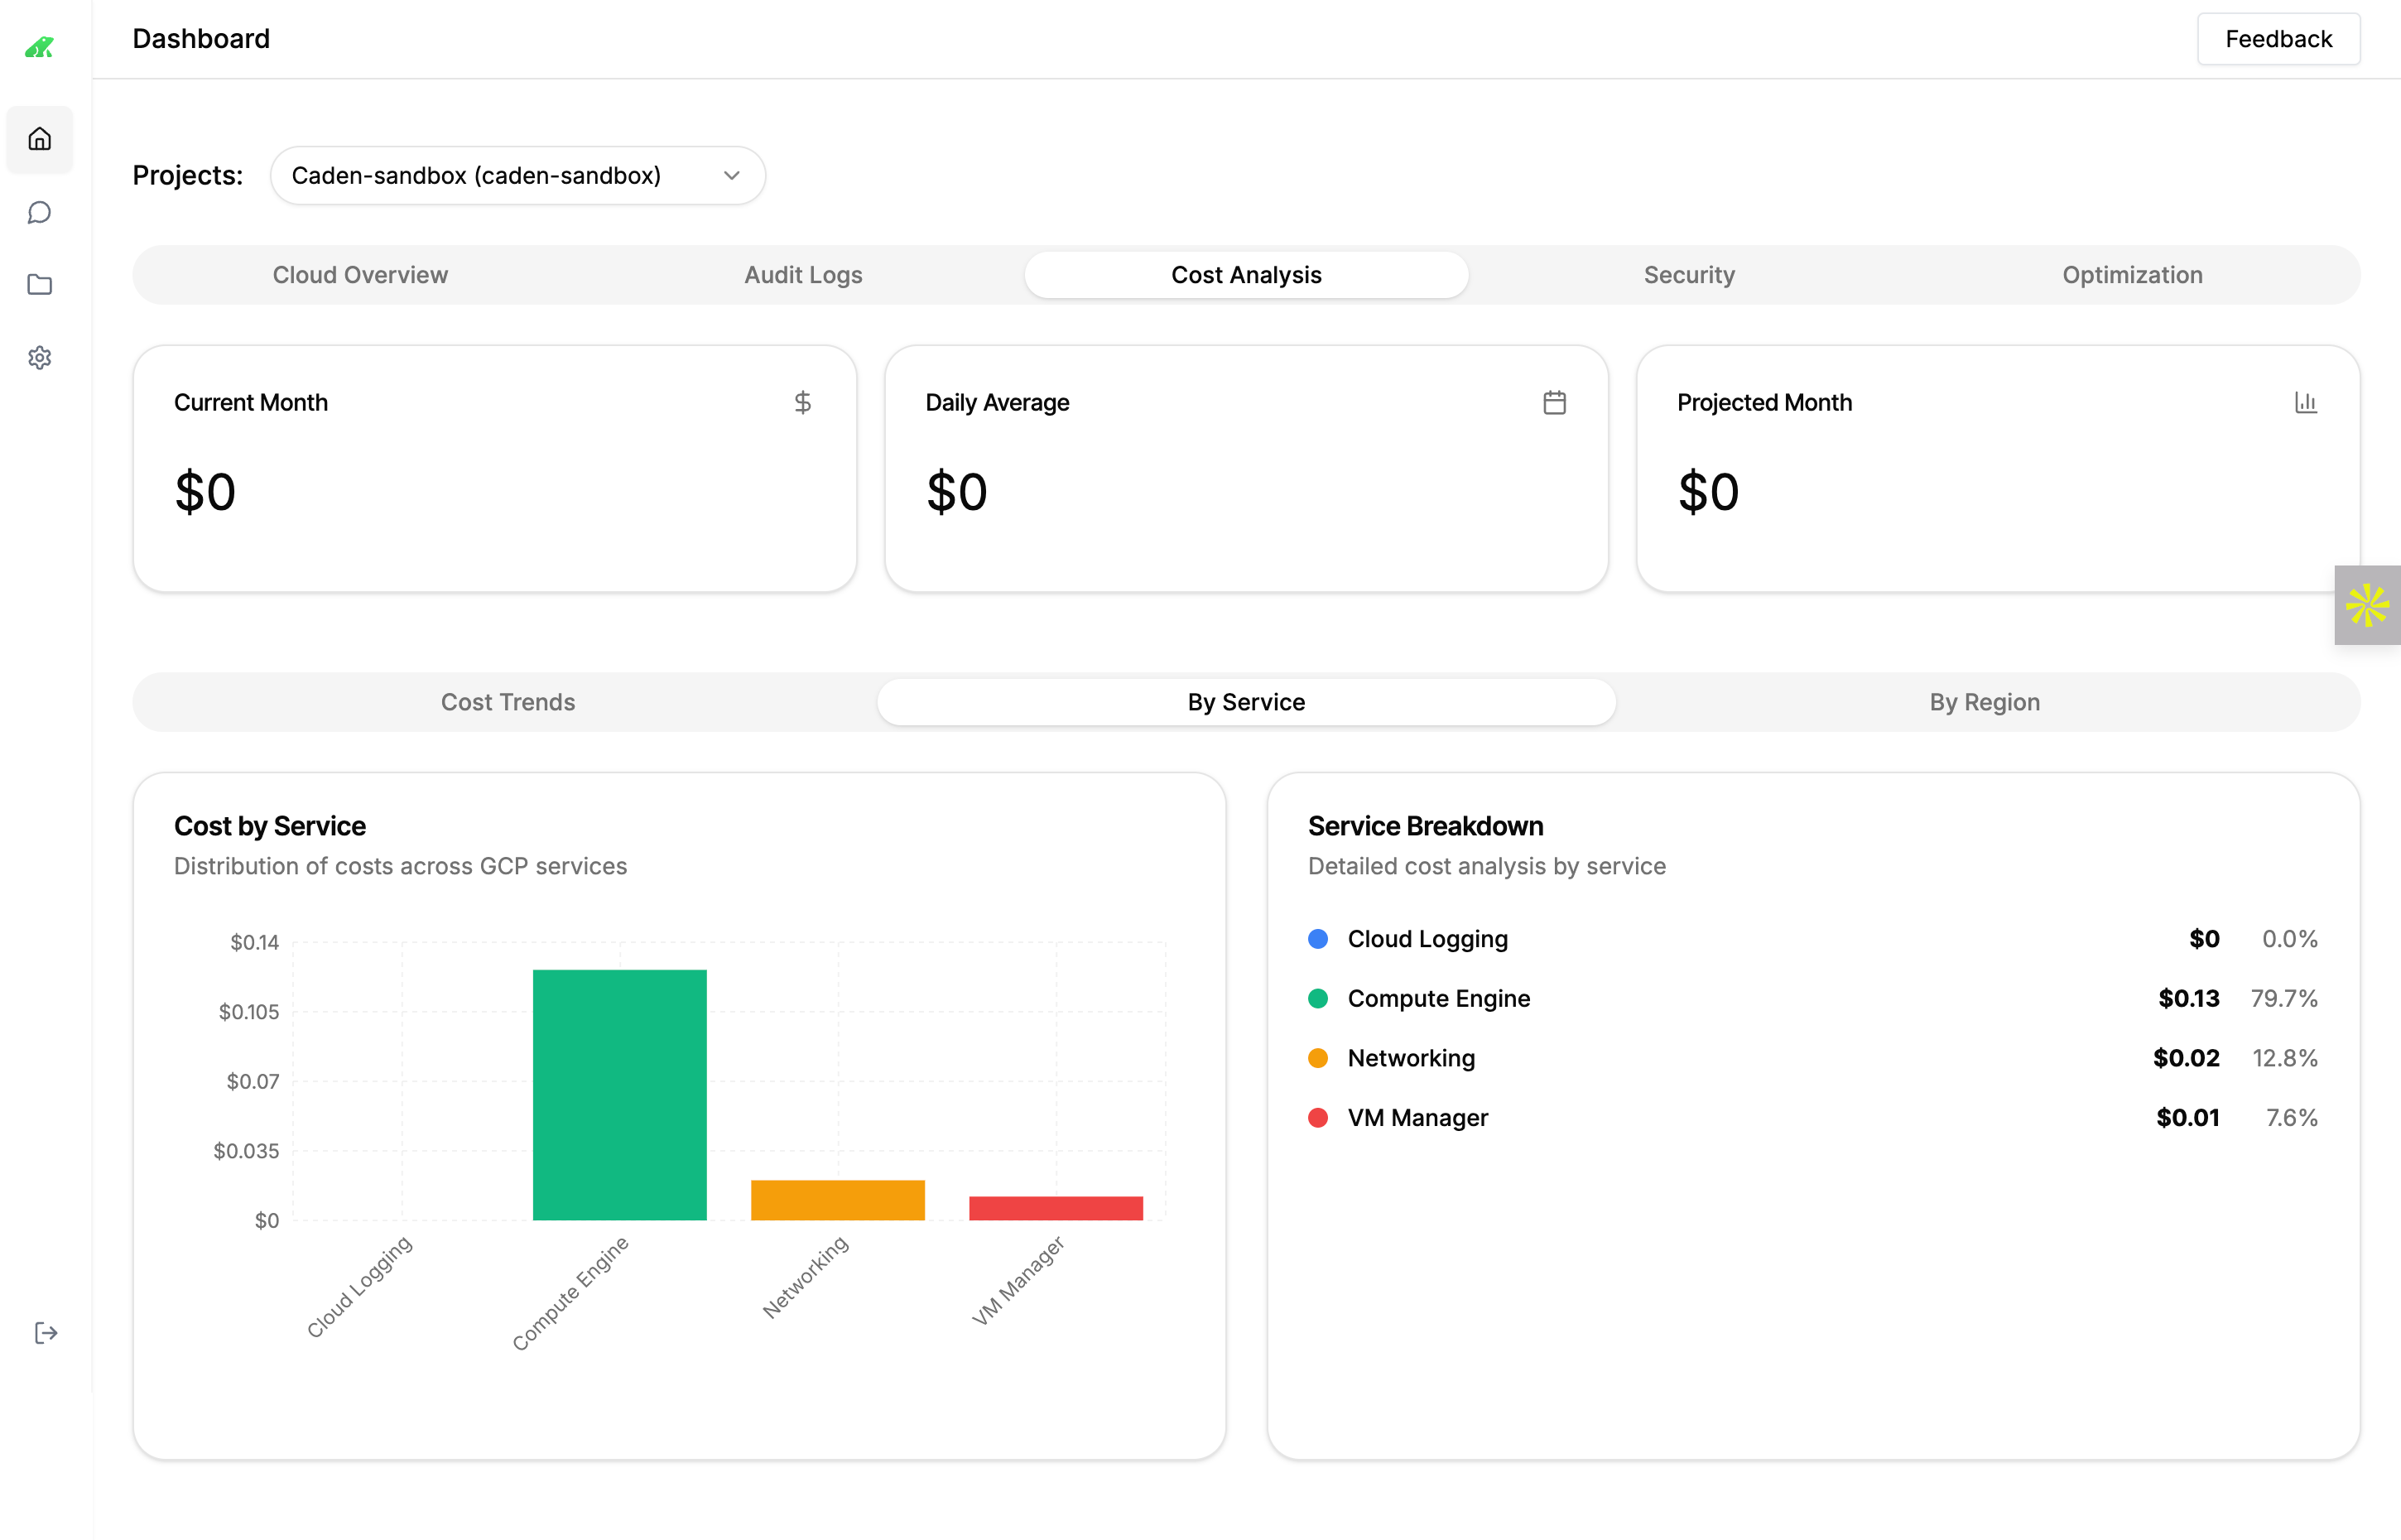 Dashboard
Feedback
Projects:
Caden-sandbox (caden-sandbox)
Cloud Overview
Audit Logs
Cost Analysis
Security
Optimization
Current Month
$0
Daily Average
$0
Projected Month
$0
Cost Trends
By Service
By Region
Cost by Service
Distribution of costs across GCP services
$0.14
$0.105
$0.07
$0.035
$0
Cloud Logging
Compute Engine
Networking
VM Manager
Service Breakdown
Detailed cost analysis by service
Cloud Logging $0 0.0%
Compute Engine $0.13 79.7%
Networking $0.02 12.8%
VM Manager $0.01 7.6%